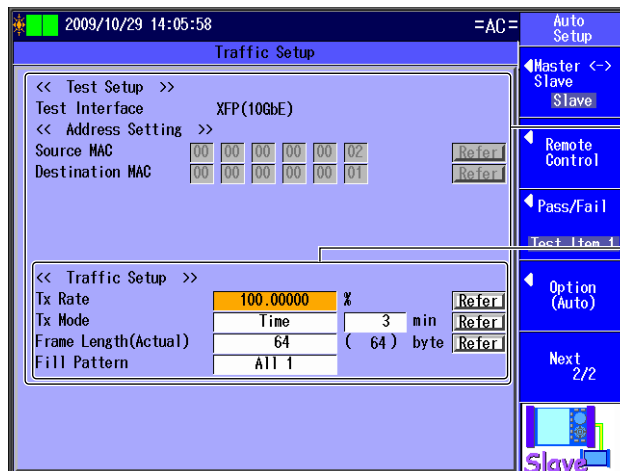 2009/10/29 14:05:58 =AC=
Traffic Setup
<< Test Setup >>
Test Interface XFP(10GbE)
<< Address Setting >>
Source MAC 00 00 00 00 00 02 Refer
Destination MAC 00 00 00 00 00 01 Refer
<< Traffic Setup >>
Tx Rate 100.00000 % Refer
Tx Mode Time 3 min Refer
Frame Length(Actual) 64 ( 64) byte Refer
Fill Pattern All 1
Auto
Setup
Master <->
Slave
Slave
Remote
Control
Pass/Fail
Test Item 1
Option
(Auto)
Next
2/2
Slave